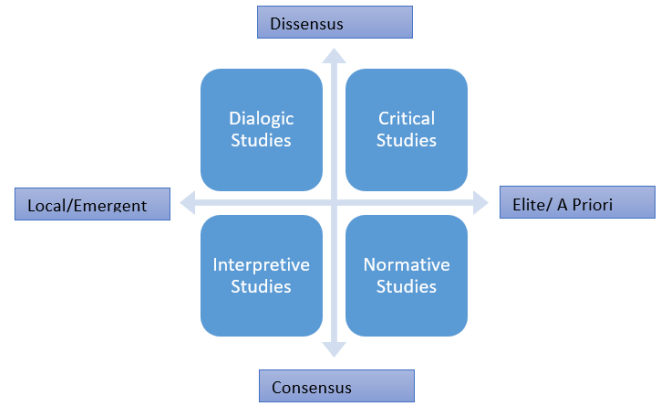 Dissensus
Dialogic
Studies
Critical
Studies
Local/Emergent
Elite/ A Priori
Interpretive
Studies
Normative
Studies
Consensus